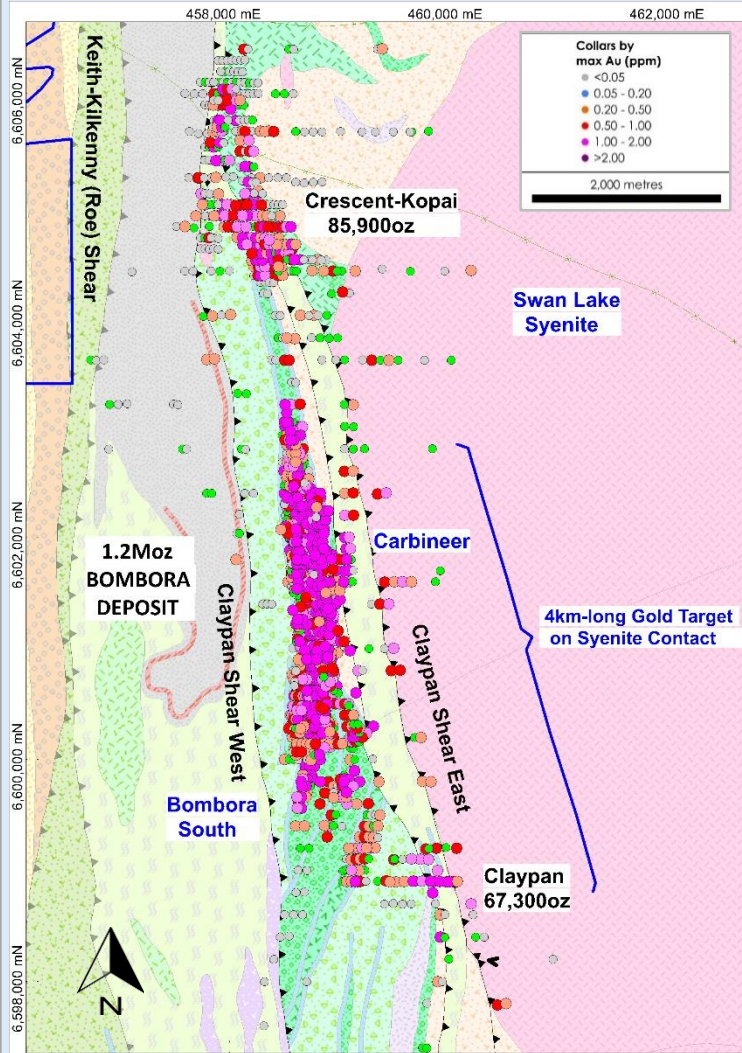 458,000 mE
460,000 mE
462,000 mE
6,606,000 mN
6,604,000 mN
6,602,000 mN
6,600,000 mN
6,598,000 mN
Collars by
max Au (ppm)
<0.05
0.05 - 0.20
0.20 - 0.50
0.50 - 1.00
1.00 - 2.00
>2.00
2,000 metres
Keith-Kilkenny (Roe) Shear
Crescent-Kopai
85,900oz
Swan Lake
Syenite
1.2Moz
BOMBORA
DEPOSIT
Carbineer
Claypan Shear West
Claypan Shear East
4km-long Gold Target
on Syenite Contact
Bombora
South
Claypan
67,300oz
N